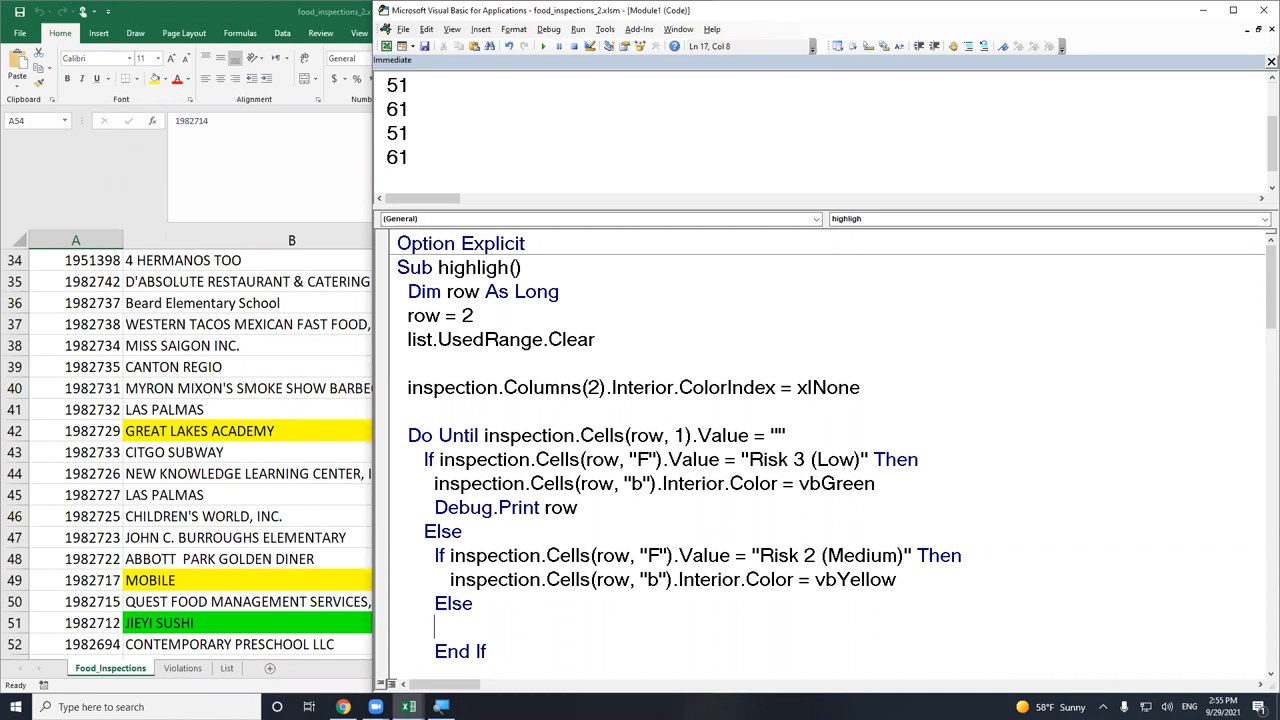 food_inspections_2.x
File Home Insert Draw Page Layout Formulas Data Review View
Paste
Calibri 11
General
B I U
$ %
Clipboard Font Alignment
A54
1982714
A B
34 1951398 4 HERMANOS TOO
35 1982742 D'ABSOLUTE RESTAURANT & CATERING
36 1982737 Beard Elementary School
37 1982738 WESTERN TACOS MEXICAN FAST FOOD,
38 1982734 MISS SAIGON INC.
39 1982735 CANTON REGIO
40 1982731 MYRON MIXON'S SMOKE SHOW BARBEC
41 1982732 LAS PALMAS
42 1982729 GREAT LAKES ACADEMY
43 1982733 CITGO SUBWAY
44 1982726 NEW KNOWLEDGE LEARNING CENTER, I
45 1982727 LAS PALMAS
46 1982725 CHILDREN'S WORLD, INC.
47 1982723 JOHN C. BURROUGHS ELEMENTARY
48 1982722 ABBOTT PARK GOLDEN DINER
49 1982717 MOBILE
50 1982715 QUEST FOOD MANAGEMENT SERVICES,
51 1982712 JIEYI SUSHI
52 1982694 CONTEMPORARY PRESCHOOL LLC
Food_Inspections Violations List
Ready
Microsoft Visual Basic for Applications - food_inspections_2.xlsm - [Module1 (Code)]
File Edit View Insert Format Debug Run Tools Add-Ins Window Help
Ln 17, Col 8
Immediate
51
61
51
61
(General) highligh
Option Explicit
Sub highligh()
Dim row As Long
row = 2
list.UsedRange.Clear
inspection.Columns(2).Interior.ColorIndex = xlNone
Do Until inspection.Cells(row, 1).Value = ""
If inspection.Cells(row, "F").Value = "Risk 3 (Low)" Then
inspection.Cells(row, "b").Interior.Color = vbGreen
Debug.Print row
Else
If inspection.Cells(row, "F").Value = "Risk 2 (Medium)" Then
inspection.Cells(row, "b").Interior.Color = vbYellow
Else
End If
Type here to search
58°F Sunny
2:55 PM
9/29/2021